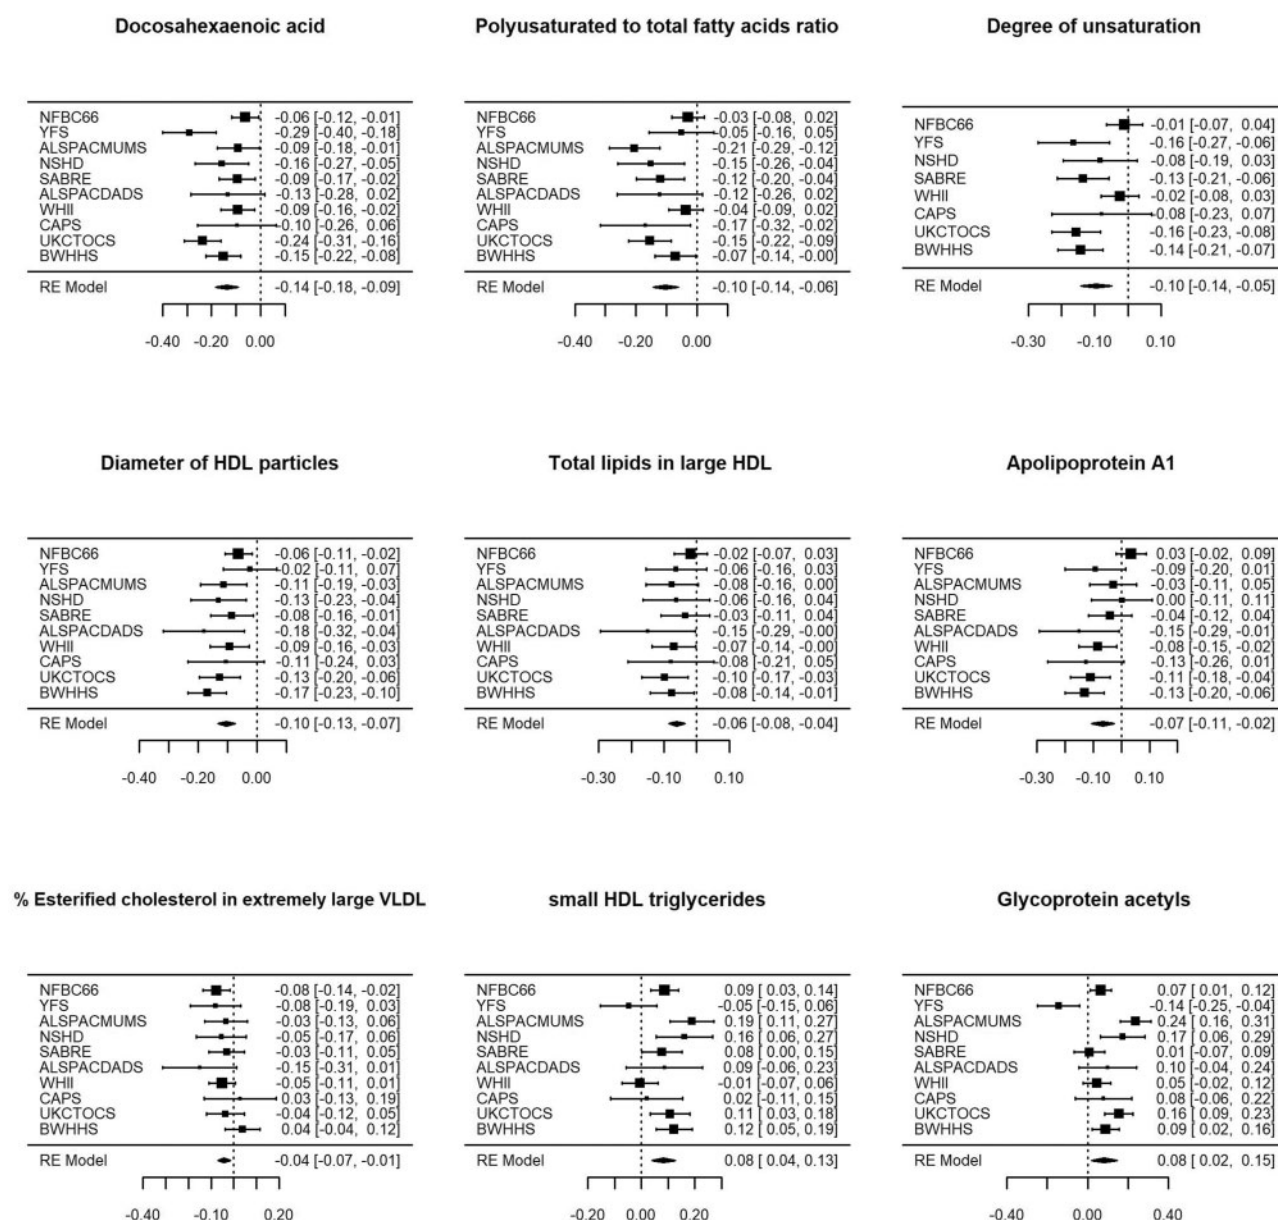 Docosahexaenoic acid
NFBC66 -0.06 [-0.12, -0.01]
YFS -0.29 [-0.40, -0.18]
ALSPACMUMS -0.09 [-0.18, -0.01]
NSHD -0.16 [-0.27, -0.05]
SABRE -0.09 [-0.17, -0.02]
ALSPACDADS -0.13 [-0.28, 0.02]
WHII -0.09 [-0.16, -0.02]
CAPS -0.10 [-0.26, 0.06]
UKCTOCS -0.24 [-0.31, -0.16]
BWHHS -0.15 [-0.22, -0.08]
RE Model -0.14 [-0.18, -0.09]
-0.40 -0.20 0.00
Polyusaturated to total fatty acids ratio
NFBC66 -0.03 [-0.08, 0.02]
YFS -0.05 [-0.16, 0.05]
ALSPACMUMS -0.21 [-0.29, -0.12]
NSHD -0.15 [-0.26, -0.04]
SABRE -0.12 [-0.20, -0.04]
ALSPACDADS -0.12 [-0.26, 0.02]
WHII -0.04 [-0.09, 0.02]
CAPS -0.17 [-0.32, -0.02]
UKCTOCS -0.15 [-0.22, -0.09]
BWHHS -0.07 [-0.14, -0.00]
RE Model -0.10 [-0.14, -0.06]
-0.40 -0.20 0.00
Degree of unsaturation
NFBC66 -0.01 [-0.07, 0.04]
YFS -0.16 [-0.27, -0.06]
NSHD -0.08 [-0.19, 0.03]
SABRE -0.13 [-0.21, -0.06]
WHII -0.02 [-0.08, 0.03]
CAPS -0.08 [-0.23, 0.07]
UKCTOCS -0.16 [-0.23, -0.08]
BWHHS -0.14 [-0.21, -0.07]
RE Model -0.10 [-0.14, -0.05]
-0.30 -0.10 0.10
Diameter of HDL particles
NFBC66 -0.06 [-0.11, -0.02]
YFS -0.02 [-0.11, 0.07]
ALSPACMUMS -0.11 [-0.19, -0.03]
NSHD -0.13 [-0.23, -0.04]
SABRE -0.08 [-0.16, -0.01]
ALSPACDADS -0.18 [-0.32, -0.04]
WHII -0.09 [-0.16, -0.03]
CAPS -0.11 [-0.24, 0.03]
UKCTOCS -0.13 [-0.20, -0.06]
BWHHS -0.17 [-0.23, -0.10]
RE Model -0.10 [-0.13, -0.07]
-0.40 -0.20 0.00
Total lipids in large HDL
NFBC66 -0.02 [-0.07, 0.03]
YFS -0.06 [-0.16, 0.03]
ALSPACMUMS -0.08 [-0.16, 0.00]
NSHD -0.06 [-0.16, 0.04]
SABRE -0.03 [-0.11, 0.04]
ALSPACDADS -0.15 [-0.29, -0.00]
WHII -0.07 [-0.14, -0.00]
CAPS -0.08 [-0.21, 0.05]
UKCTOCS -0.10 [-0.17, -0.03]
BWHHS -0.08 [-0.14, -0.01]
RE Model -0.06 [-0.08, -0.04]
-0.30 -0.10 0.10
Apolipoprotein A1
NFBC66 0.03 [-0.02, 0.09]
YFS -0.09 [-0.20, 0.01]
ALSPACMUMS -0.03 [-0.11, 0.05]
NSHD 0.00 [-0.11, 0.11]
SABRE -0.04 [-0.12, 0.04]
ALSPACDADS -0.15 [-0.29, -0.01]
WHII -0.08 [-0.15, -0.02]
CAPS -0.13 [-0.26, 0.01]
UKCTOCS -0.11 [-0.18, -0.04]
BWHHS -0.13 [-0.20, -0.06]
RE Model -0.07 [-0.11, -0.02]
-0.30 -0.10 0.10
% Esterified cholesterol in extremely large VLDL
NFBC66 -0.08 [-0.14, -0.02]
YFS -0.08 [-0.19, 0.03]
ALSPACMUMS -0.03 [-0.13, 0.06]
NSHD -0.05 [-0.17, 0.06]
SABRE -0.03 [-0.11, 0.05]
ALSPACDADS -0.15 [-0.31, 0.01]
WHII -0.05 [-0.11, 0.01]
CAPS 0.03 [-0.13, 0.19]
UKCTOCS -0.04 [-0.12, 0.05]
BWHHS 0.04 [-0.04, 0.12]
RE Model -0.04 [-0.07, -0.01]
-0.40 -0.10 0.20
small HDL triglycerides
NFBC66 0.09 [ 0.03, 0.14]
YFS -0.05 [-0.15, 0.06]
ALSPACMUMS 0.19 [ 0.11, 0.27]
NSHD 0.16 [ 0.06, 0.27]
SABRE 0.08 [ 0.00, 0.15]
ALSPACDADS 0.09 [-0.06, 0.23]
WHII -0.01 [-0.07, 0.06]
CAPS 0.02 [-0.11, 0.15]
UKCTOCS 0.11 [ 0.03, 0.18]
BWHHS 0.12 [ 0.05, 0.19]
RE Model 0.08 [ 0.04, 0.13]
-0.20 0.00 0.20
Glycoprotein acetyls
NFBC66 0.07 [ 0.01, 0.12]
YFS -0.14 [-0.25, -0.04]
ALSPACMUMS 0.24 [ 0.16, 0.31]
NSHD 0.17 [ 0.06, 0.29]
SABRE 0.01 [-0.07, 0.09]
ALSPACDADS 0.10 [-0.04, 0.24]
WHII 0.05 [-0.02, 0.12]
CAPS 0.08 [-0.06, 0.22]
UKCTOCS 0.16 [ 0.09, 0.23]
BWHHS 0.09 [ 0.02, 0.16]
RE Model 0.08 [ 0.02, 0.15]
-0.40 0.00 0.40